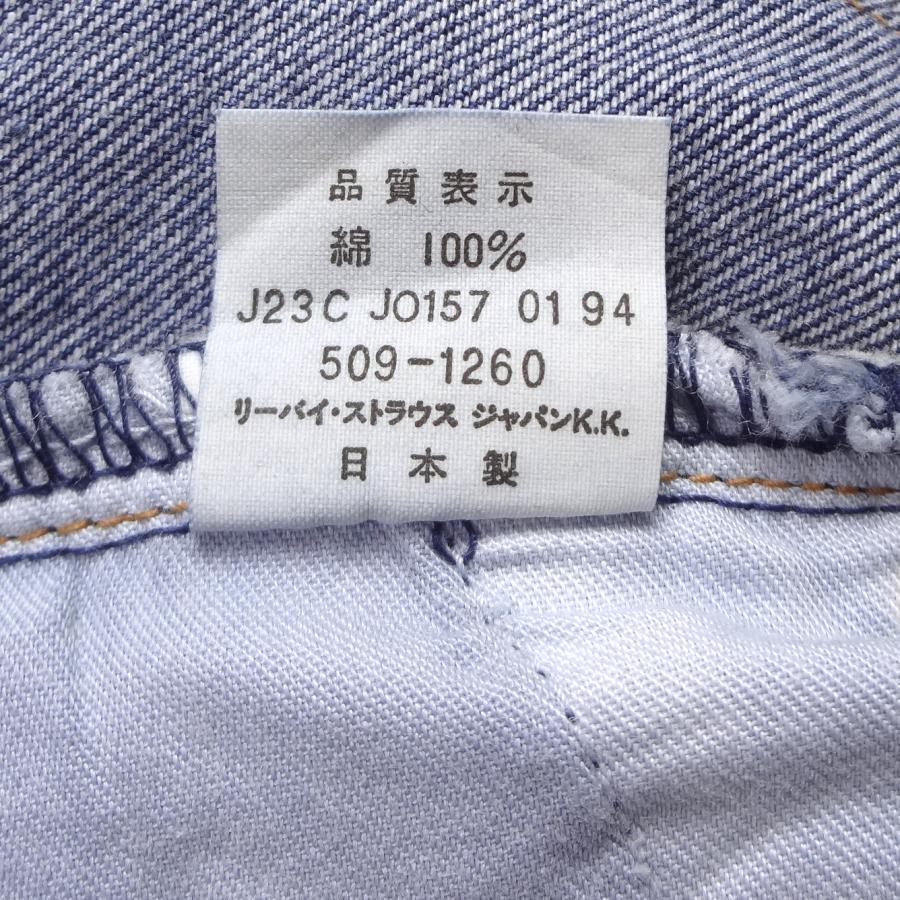 品質表示
綿 100%
J23C J0157 01 94
509-1260
リーバイ・ストラウス ジャパンK.K.
日本製